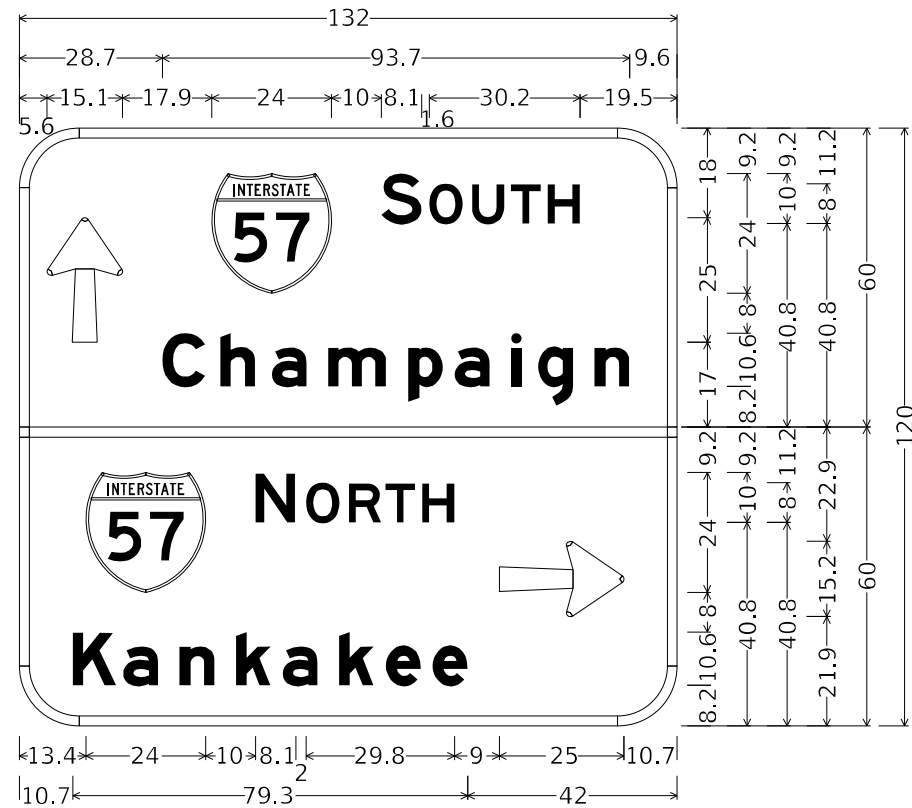 132
28.7 93.7 9.6
15.1 17.9 24 10 8.1 30.2 19.5
5.6 1.6
INTERSTATE
57
SOUTH
Champaign
INTERSTATE
57
NORTH
Kankakee
18 25 17
9.2 24 8 10.6 8.2
9.2 10 40.8
11.2 8 40.8
60
120
9.2 24 8 10.6 8.2
9.2 10 40.8
11.2 8 40.8
22.9 15.2 21.9
60
13.4 24 10 8.1 29.8 9 25 10.7
2
10.7 79.3 42